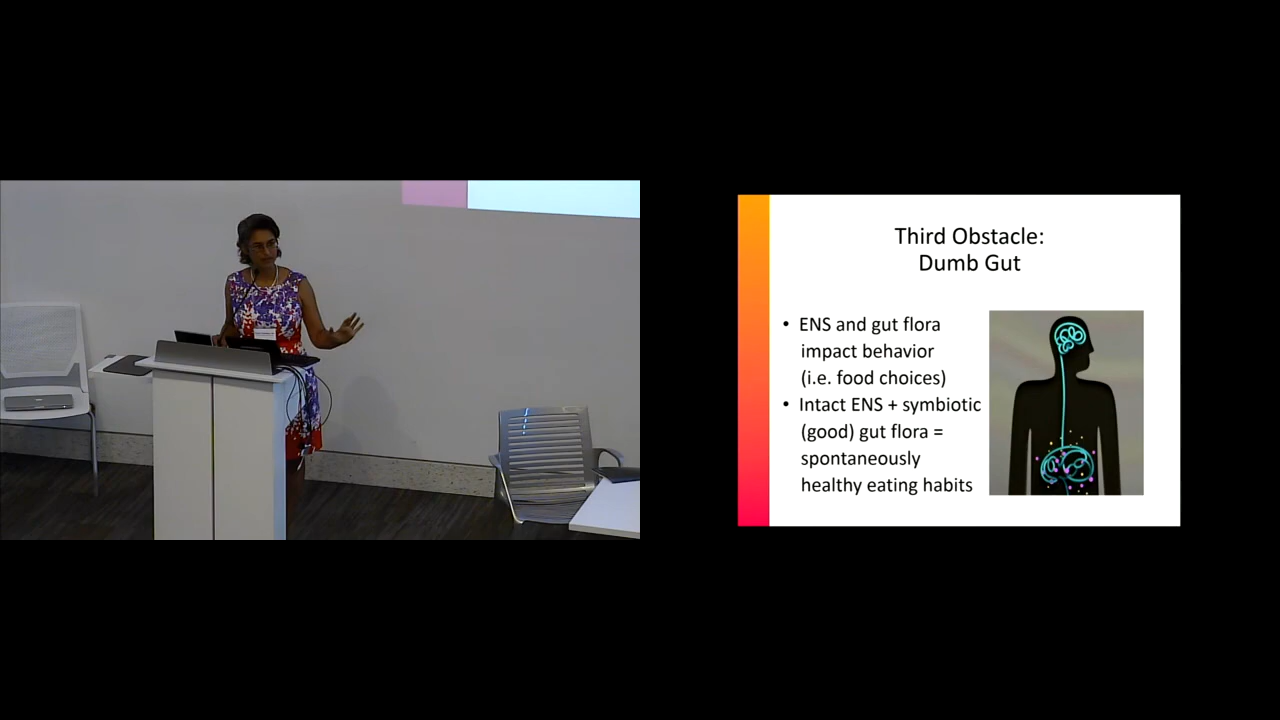 Third Obstacle:
Dumb Gut
• ENS and gut flora
impact behavior
(i.e. food choices)
• Intact ENS + symbiotic
(good) gut flora =
spontaneously
healthy eating habits